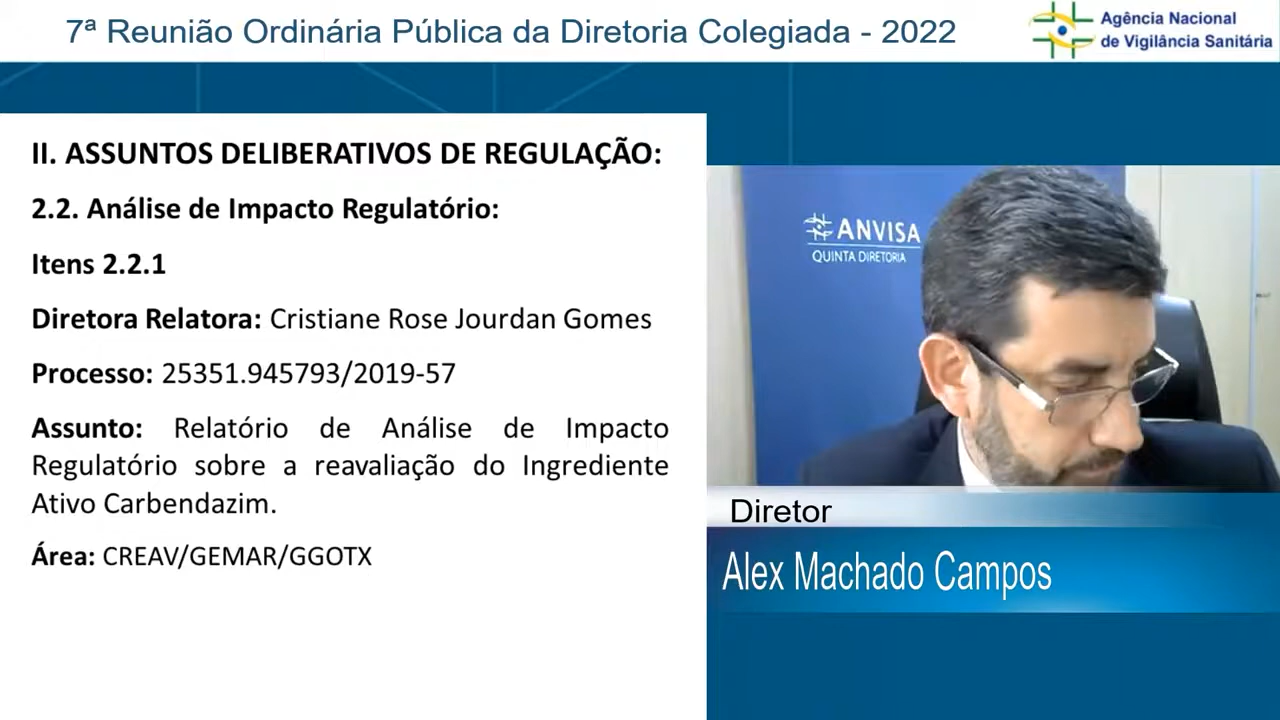 7ª Reunião Ordinária Pública da Diretoria Colegiada - 2022
Agência Nacional
de Vigilância Sanitária
II. ASSUNTOS DELIBERATIVOS DE REGULAÇÃO:
2.2. Análise de Impacto Regulatório:
Itens 2.2.1
Diretora Relatora: Cristiane Rose Jourdan Gomes
Processo: 25351.945793/2019-57
Assunto: Relatório de Análise de Impacto
Regulatório sobre a reavaliação do Ingrediente
Ativo Carbendazim.
Área: CREAV/GEMAR/GGOTX
ANVISA
QUINTA DIRETORIA
Diretor
Alex Machado Campos